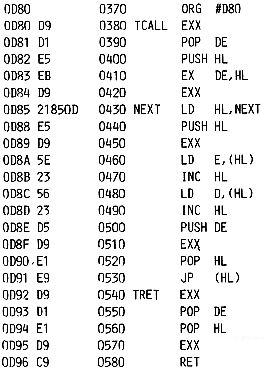 0D80 0370 ORG #D80
0D80 D9 0380 TCALL EXX
0D81 D1 0390 POP DE
0D82 E5 0400 PUSH HL
0D83 EB 0410 EX DE,HL
0D84 D9 0420 EXX
0D85 21850D 0430 NEXT LD HL,NEXT
0D88 E5 0440 PUSH HL
0D89 D9 0450 EXX
0D8A 5E 0460 LD E,(HL)
0D8B 23 0470 INC HL
0D8C 56 0480 LD D,(HL)
0D8D 23 0490 INC HL
0D8E D5 0500 PUSH DE
0D8F D9 0510 EXX
0D90 E1 0520 POP HL
0D91 E9 0530 JP (HL)
0D92 D9 0540 TRET EXX
0D93 D1 0550 POP DE
0D94 E1 0560 POP HL
0D95 D9 0570 EXX
0D96 C9 0580 RET